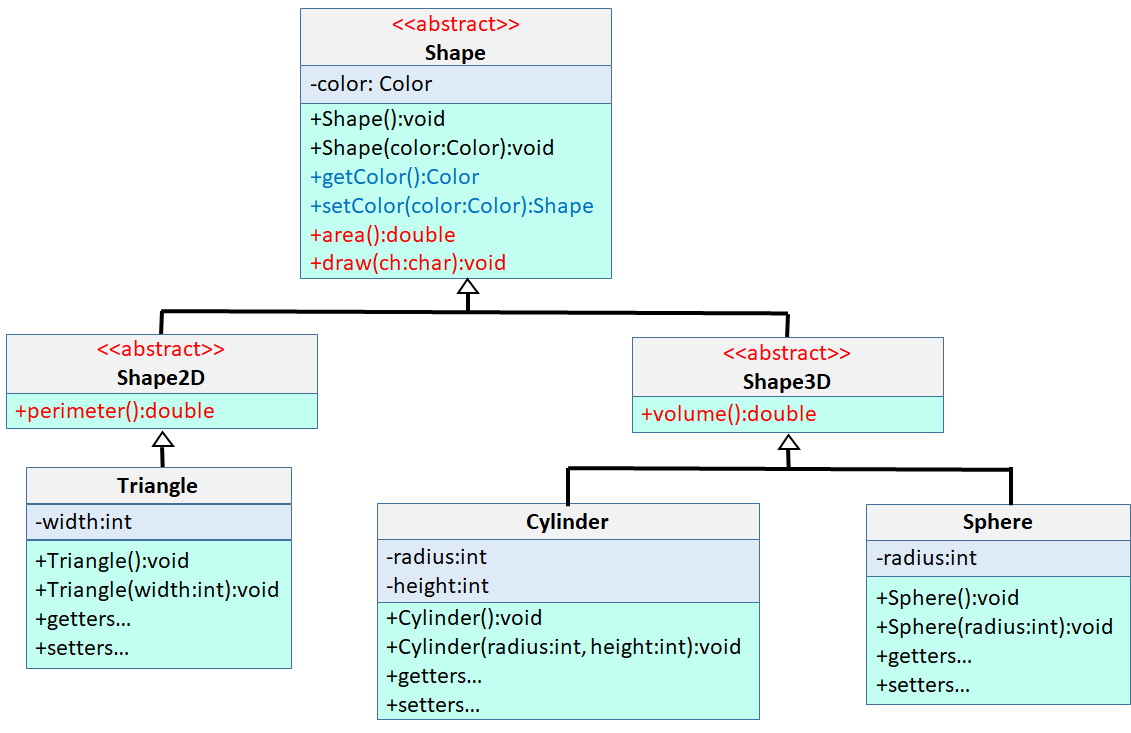 <<abstract>>
Shape
-color: Color
+Shape():void
+Shape(color:Color):void
+getColor():Color
+setColor(color:Color):Shape
+area():double
+draw(ch:char):void
<<abstract>>
Shape2D
+perimeter():double
<<abstract>>
Shape3D
+volume():double
Triangle
-width:int
+Triangle():void
+Triangle(width:int):void
+getters...
+setters...
Cylinder
-radius:int
-height:int
+Cylinder():void
+Cylinder(radius:int, height:int):void
+getters...
+setters...
Sphere
-radius:int
+Sphere():void
+Sphere(radius:int):void
+getters...
+setters...